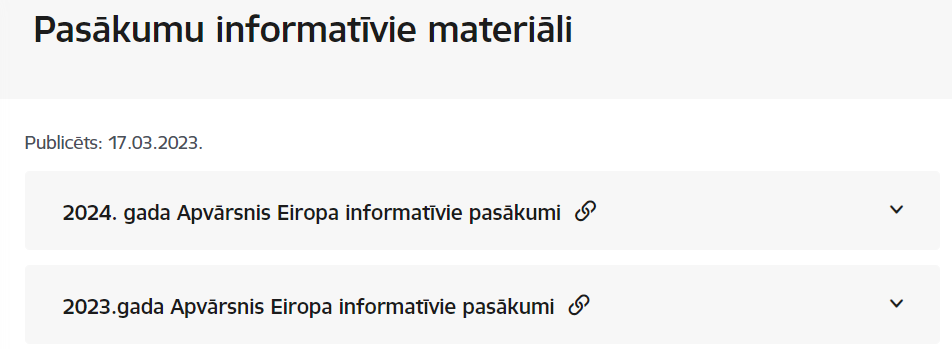 Pasākumu informatīvie materiāli
Publicēts: 17.03.2023.
2024. gada Apvārsnis Eiropa informatīvie pasākumi
2023.gada Apvārsnis Eiropa informatīvie pasākumi